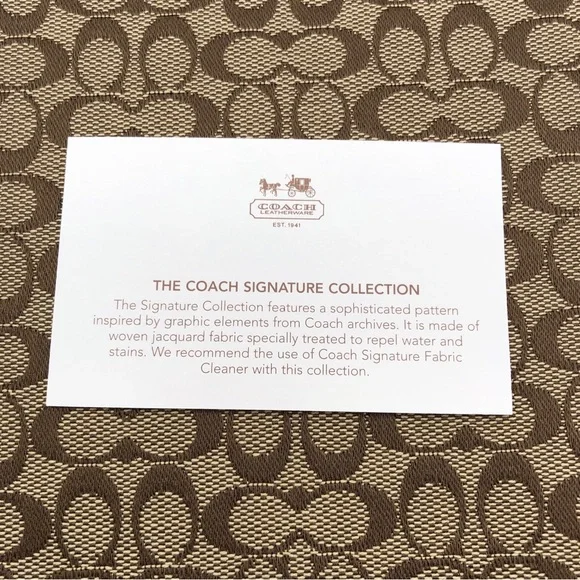 COACH
LEATHERWARE
EST. 1941
THE COACH SIGNATURE COLLECTION
The Signature Collection features a sophisticated pattern
inspired by graphic elements from Coach archives. It is made of
woven jacquard fabric specially treated to repel water and
stains. We recommend the use of Coach Signature Fabric
Cleaner with this collection.